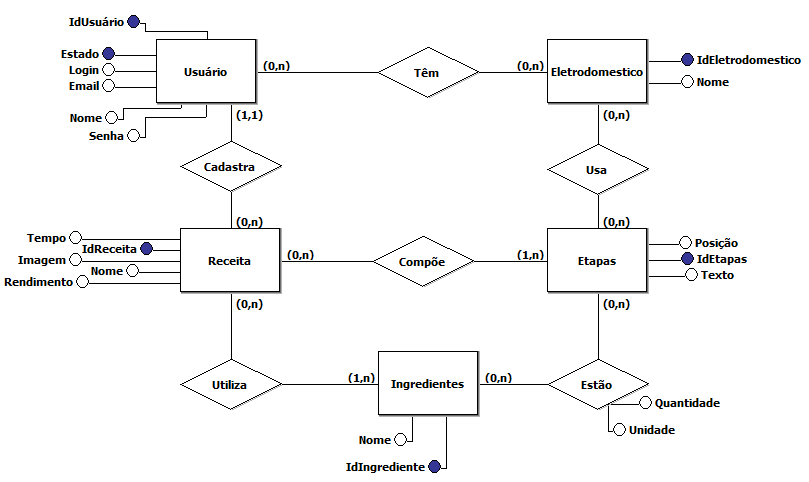 IdUsuário
Estado
Login
Email
Nome
Senha
Usuário
(0,n)
Têm
(0,n)
Eletrodomestico
IdEletrodomestico
Nome
(1,1)
(0,n)
Cadastra
Usa
(0,n)
(0,n)
Tempo
IdReceita
Imagem
Nome
Rendimento
Receita
(0,n)
Compõe
(1,n)
Etapas
Posição
IdEtapas
Texto
(0,n)
(0,n)
Utiliza
(1,n)
Ingredientes
(0,n)
Estão
Quantidade
Unidade
Nome
IdIngrediente